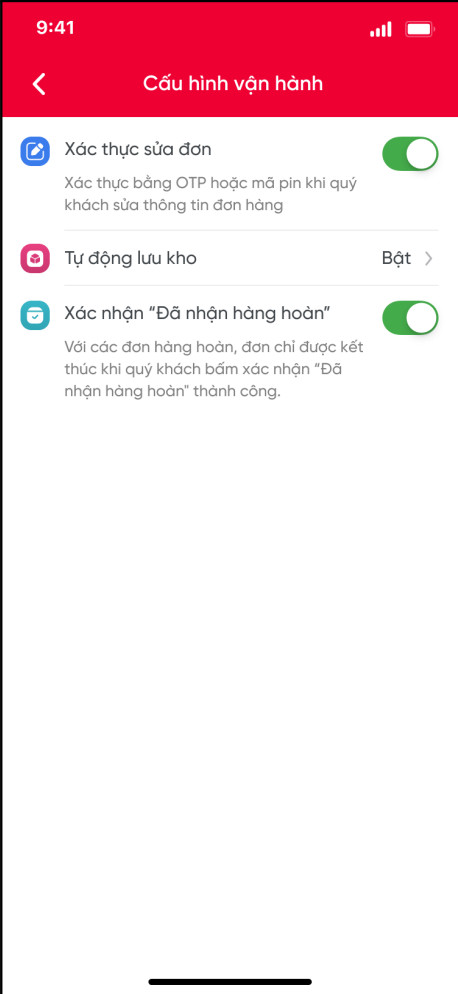 9:41
Cấu hình vận hành
Xác thực sửa đơn
Xác thực bằng OTP hoặc mã pin khi quý
khách sửa thông tin đơn hàng
Tự động lưu kho
Bật
Xác nhận “Đã nhận hàng hoàn”
Với các đơn hàng hoàn, đơn chỉ được kết
thúc khi quý khách bấm xác nhận “Đã
nhận hàng hoàn" thành công.